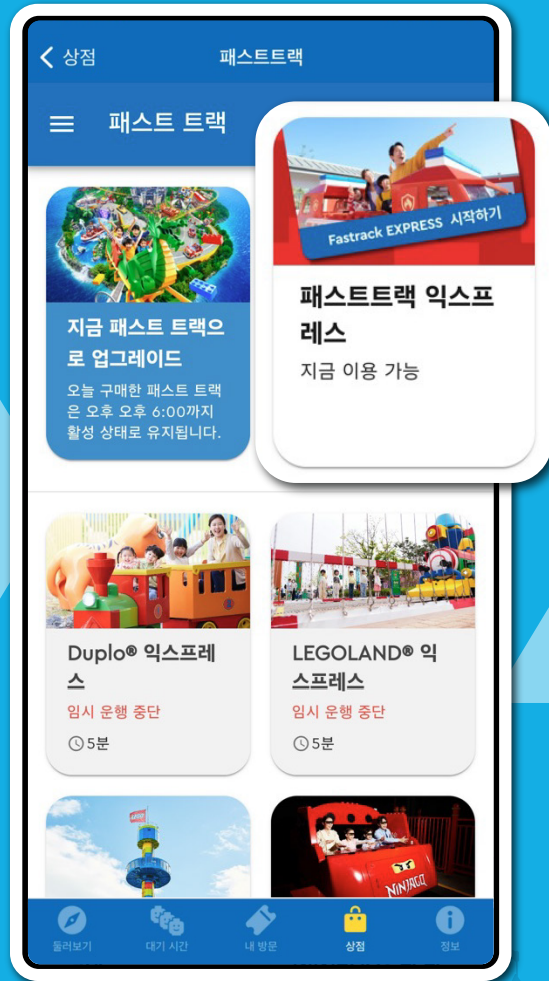 상점
패스트트랙
패스트 트랙
Fastrack EXPRESS 시작하기
패스트트랙 익스프
레스
지금 이용 가능
지금 패스트 트랙으
로 업그레이드
오늘 구매한 패스트 트랙
은 오후 오후 6:00까지
활성 상태로 유지됩니다.
Duplo® 익스프레
스
임시 운행 중단
5분
LEGOLAND® 익
스프레스
임시 운행 중단
5분
NINJAGO
둘러보기
대기 시간
내 방문
상점
정보